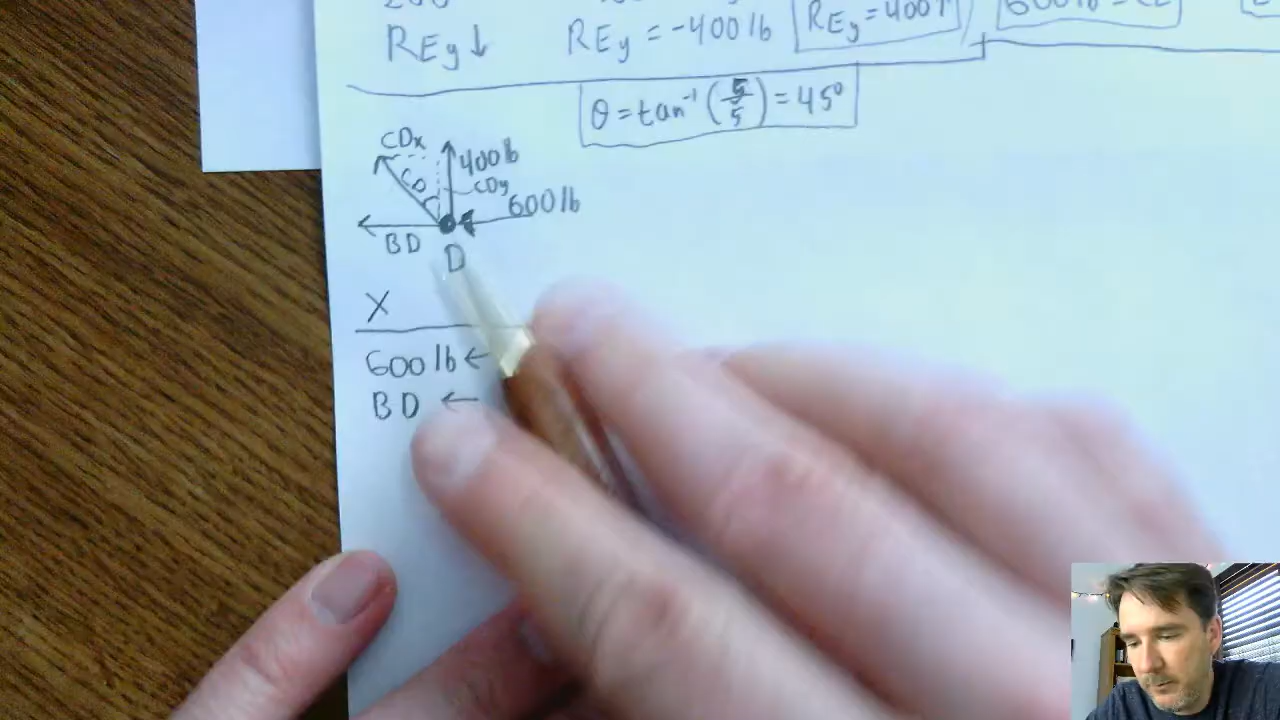 REy↓
REy = -400 lb
REy = 400
θ = tan⁻¹ (5/5) = 45°
CDx
400 lb
CD
CDy
600 lb
BD
D
X
600 lb ←
BD ←